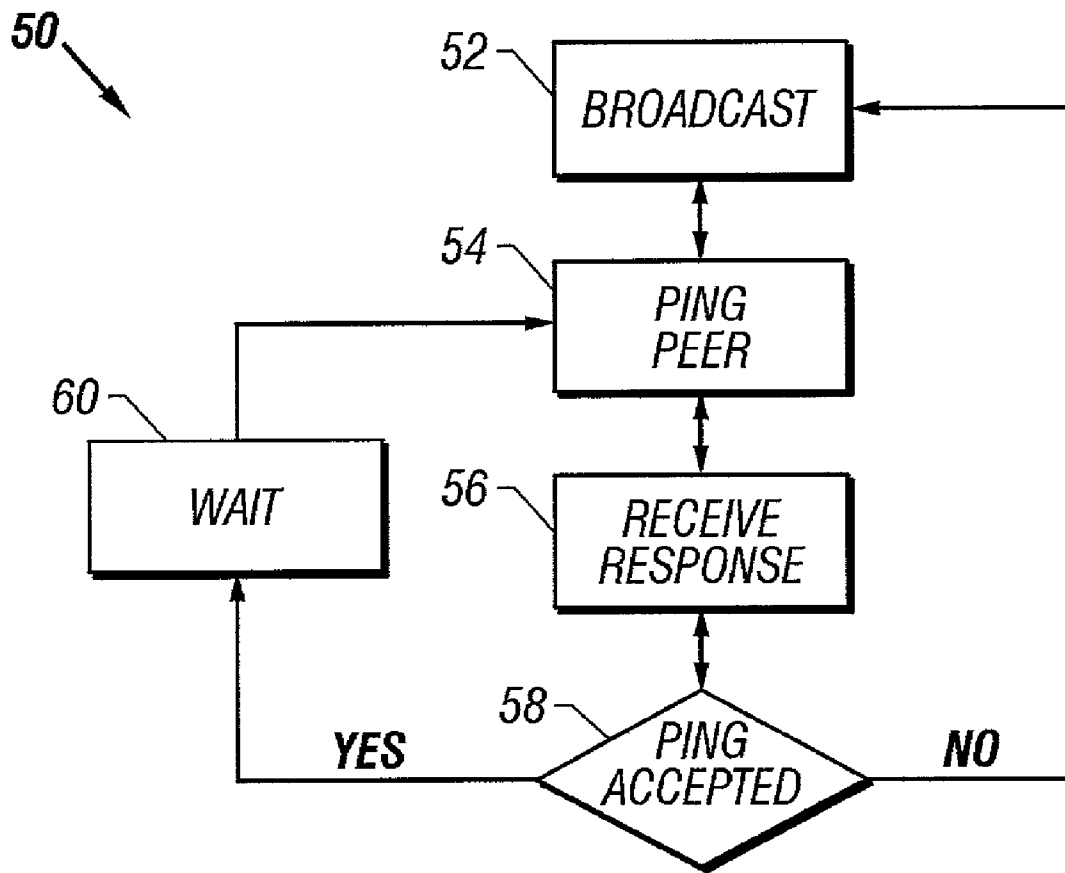 50
52
BROADCAST
54
PING
PEER
60
WAIT
56
RECEIVE
RESPONSE
58
PING
ACCEPTED
YES
NO